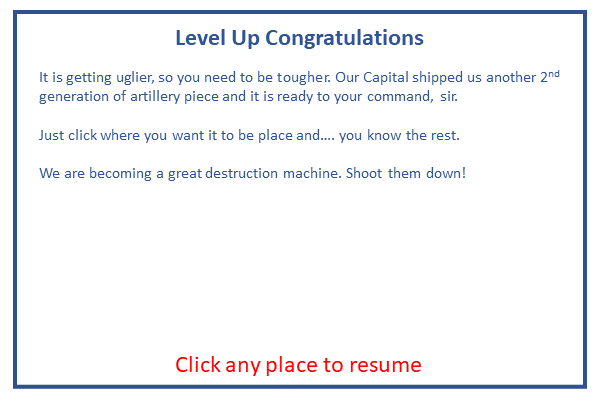 Level Up Congratulations
It is getting uglier, so you need to be tougher. Our Capital shipped us another 2nd
generation of artillery piece and it is ready to your command, sir.
Just click where you want it to be place and…. you know the rest.
We are becoming a great destruction machine. Shoot them down!
Click any place to resume